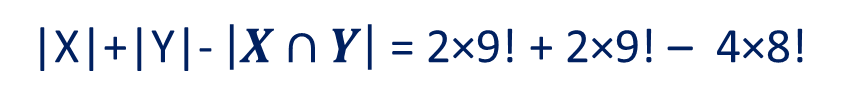 |X|+|Y|- |X ∩ Y| = 2×9! + 2×9! − 4×8!